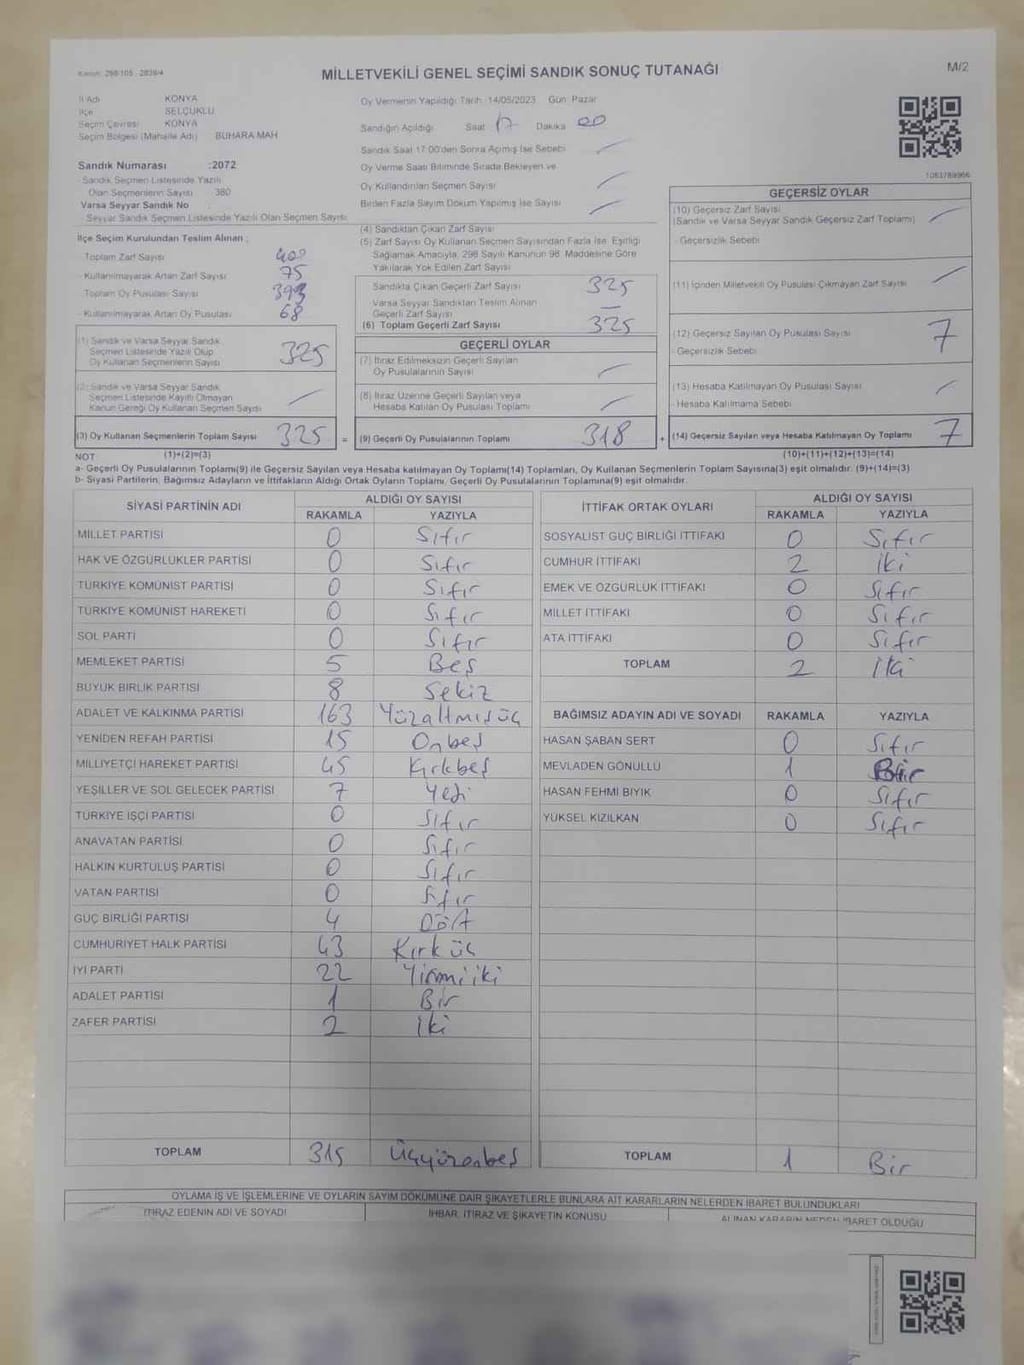 Kanun: 298/105 - 2839/4
MİLLETVEKİLİ GENEL SEÇİMİ SANDIK SONUÇ TUTANAĞI
M/2
İl Adı KONYA
İlçe SELÇUKLU
Seçim Çevresi KONYA
Seçim Bölgesi (Mahalle Adı) BUHARA MAH
Sandık Numarası :2072
- Sandık Seçmen Listesinde Yazılı
Olan Seçmenlerin Sayısı 380
Varsa Seyyar Sandık No
Seyyar Sandık Seçmen Listesinde Yazılı Olan Seçmen Sayısı
Oy Vermenin Yapıldığı Tarih :14/05/2023 Gün: Pazar
Sandığın Açıldığı Saat 17 Dakika 00
Sandık Saat 17:00'den Sonra Açılmış İse Sebebi
Oy Verme Saati Bitiminde Sırada Bekleyen ve
Oy Kullandırılan Seçmen Sayısı
Birden Fazla Sayım Döküm Yapılmış İse Sayısı
1083789966
İlçe Seçim Kurulundan Teslim Alınan ;
Toplam Zarf Sayısı 400
- Kullanılmayarak Artan Zarf Sayısı 75
Toplam Oy Pusulası Sayısı 393
- Kullanılmayarak Artan Oy Pusulası 68
(1) Sandık ve Varsa Seyyar Sandık
Seçmen Listesinde Yazılı Olup
Oy Kullanan Seçmenlerin Sayısı 325
(2) Sandık ve Varsa Seyyar Sandık
Seçmen Listesinde Kayıtlı Olmayan
Kanun Gereği Oy Kullanan Seçmen Sayısı
(3) Oy Kullanan Seçmenlerin Toplam Sayısı 325 =
(1)+(2)=(3)
(4) Sandıktan Çıkan Zarf Sayısı
(5) Zarf Sayısı Oy Kullanan Seçmen Sayısından Fazla İse, Eşitliği
Sağlamak Amacıyla, 298 Sayılı Kanunun 98. Maddesine Göre
Yakılarak Yok Edilen Zarf Sayısı
Sandıkta Çıkan Geçerli Zarf Sayısı 325
Varsa Seyyar Sandıktan Teslim Alınan
Geçerli Zarf Sayısı
(6) Toplam Geçerli Zarf Sayısı 325
GEÇERLİ OYLAR
(7) İtiraz Edilmeksizin Geçerli Sayılan
Oy Pusulalarının Sayısı
(8) İtiraz Üzerine Geçerli Sayılan veya
Hesaba Katılan Oy Pusulası Toplamı
(9) Geçerli Oy Pusulalarının Toplamı 318 +
GEÇERSİZ OYLAR
(10) Geçersiz Zarf Sayısı
(Sandık ve Varsa Seyyar Sandık Geçersiz Zarf Toplamı)
- Geçersizlik Sebebi
(11) İçinden Milletvekili Oy Pusulası Çıkmayan Zarf Sayısı
(12) Geçersiz Sayılan Oy Pusulası Sayısı 7
- Geçersizlik Sebebi
(13) Hesaba Katılmayan Oy Pusulası Sayısı
- Hesaba Katılmama Sebebi
(14) Geçersiz Sayılan veya Hesaba Katılmayan Oy Toplamı 7
(10)+(11)+(12)+(13)=(14)
NOT
a- Geçerli Oy Pusulalarının Toplamı(9) ile Geçersiz Sayılan veya Hesaba katılmayan Oy Toplamı(14) Toplamları, Oy Kullanan Seçmenlerin Toplam Sayısına(3) eşit olmalıdır. (9)+(14)=(3)
b- Siyasi Partilerin, Bağımsız Adayların ve İttifakların Aldığı Ortak Oyların Toplamı, Geçerli Oy Pusulalarının Toplamına(9) eşit olmalıdır.
SİYASİ PARTİNİN ADI ALDIĞI OY SAYISI
RAKAMLA YAZIYLA
MİLLET PARTİSİ 0 Sıfır
HAK VE ÖZGÜRLÜKLER PARTİSİ 0 Sıfır
TÜRKİYE KOMÜNİST PARTİSİ 0 Sıfır
TÜRKİYE KOMÜNİST HAREKETİ 0 Sıfır
SOL PARTİ 0 Sıfır
MEMLEKET PARTİSİ 5 Beş
BÜYÜK BİRLİK PARTİSİ 8 Sekiz
ADALET VE KALKINMA PARTİSİ 163 Yüzaltmışüç
YENİDEN REFAH PARTİSİ 15 Onbeş
MİLLİYETÇİ HAREKET PARTİSİ 45 Kırkbeş
YEŞİLLER VE SOL GELECEK PARTİSİ 7 Yedi
TÜRKİYE İŞÇİ PARTİSİ 0 Sıfır
ANAVATAN PARTİSİ 0 Sıfır
HALKIN KURTULUŞ PARTİSİ 0 Sıfır
VATAN PARTİSİ 0 Sıfır
GÜÇ BİRLİĞİ PARTİSİ 4 Dört
CUMHURİYET HALK PARTİSİ 43 Kırk üç
İYİ PARTİ 22 Yirmi iki
ADALET PARTİSİ 1 Bir
ZAFER PARTİSİ 2 İki
TOPLAM 315 Üçyüzonbeş
İTTİFAK ORTAK OYLARI ALDIĞI OY SAYISI
RAKAMLA YAZIYLA
SOSYALİST GÜÇ BİRLİĞİ İTTİFAKI 0 Sıfır
CUMHUR İTTİFAKI 2 İki
EMEK VE ÖZGÜRLÜK İTTİFAKI 0 Sıfır
MİLLET İTTİFAKI 0 Sıfır
ATA İTTİFAKI 0 Sıfır
TOPLAM 2 İki
BAĞIMSIZ ADAYIN ADI VE SOYADI RAKAMLA YAZIYLA
HASAN ŞABAN SERT 0 Sıfır
MEVLADEN GÖNÜLLÜ 1 Bir
HASAN FEHMİ BIYIK 0 Sıfır
YÜKSEL KIZILKAN 0 Sıfır
TOPLAM 1 Bir
OYLAMA İŞ VE İŞLEMLERİNE VE OYLARIN SAYIM DÖKÜMÜNE DAİR ŞİKAYETLERLE BUNLARA AİT KARARLARIN NELERDEN İBARET BULUNDUKLARI
İTİRAZ EDENİN ADI VE SOYADI İHBAR, İTİRAZ VE ŞİKAYETİN KONUSU ALINAN KARARIN NEDEN İBARET OLDUĞU